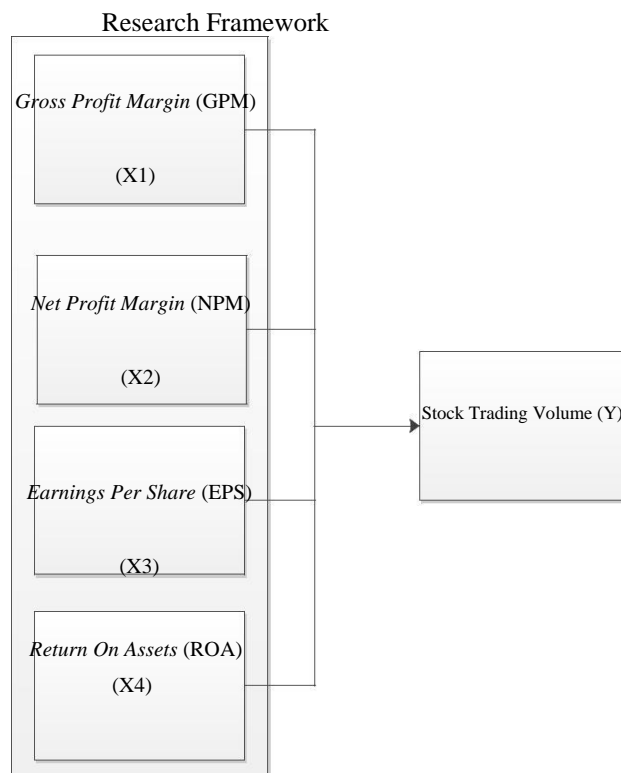 Research Framework
Gross Profit Margin (GPM)
(X1)
Net Profit Margin (NPM)
(X2)
Stock Trading Volume (Y)
Earnings Per Share (EPS)
(X3)
Return On Assets (ROA)
(X4)